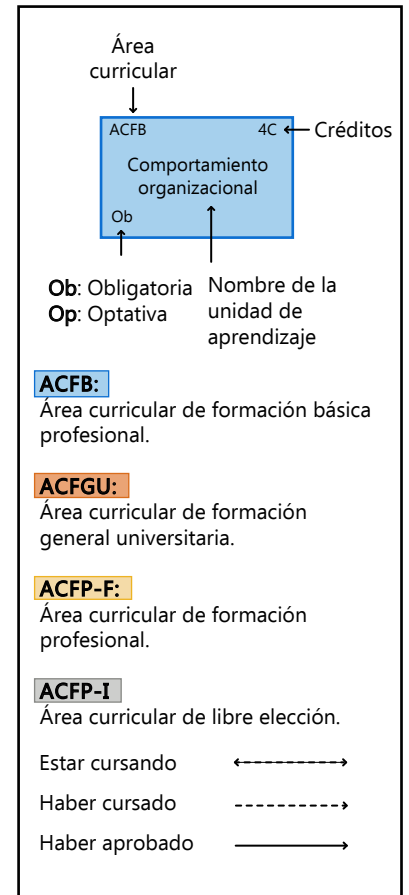 Área
curricular
ACFB 4C
Créditos
Comportamiento
organizacional
Ob
Ob: Obligatoria
Op: Optativa
Nombre de la
unidad de
aprendizaje
ACFB:
Área curricular de formación básica
profesional.
ACFGU:
Área curricular de formación
general universitaria.
ACFP-F:
Área curricular de formación
profesional.
ACFP-I
Área curricular de libre elección.
Estar cursando
Haber cursado
Haber aprobado